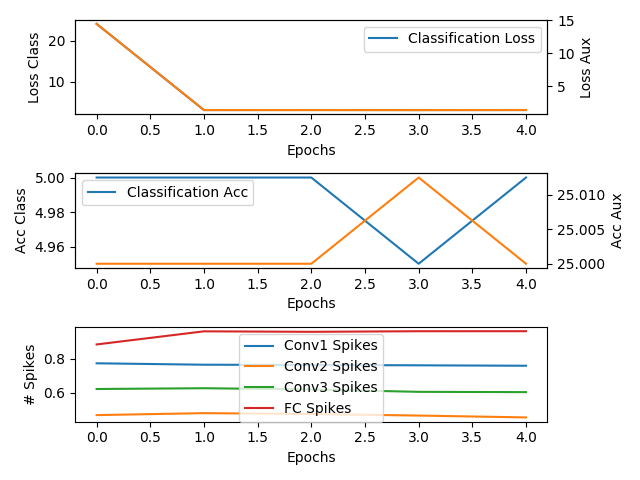 20
10
Loss Class
Classification Loss
15
10
5
Loss Aux
0.0 0.5 1.0 1.5 2.0 2.5 3.0 3.5 4.0
Epochs
5.00
4.98
4.96
Acc Class
Classification Acc
25.010
25.005
25.000
Acc Aux
0.0 0.5 1.0 1.5 2.0 2.5 3.0 3.5 4.0
Epochs
0.8
0.6
# Spikes
Conv1 Spikes
Conv2 Spikes
Conv3 Spikes
FC Spikes
0.0 0.5 1.0 1.5 2.0 2.5 3.0 3.5 4.0
Epochs